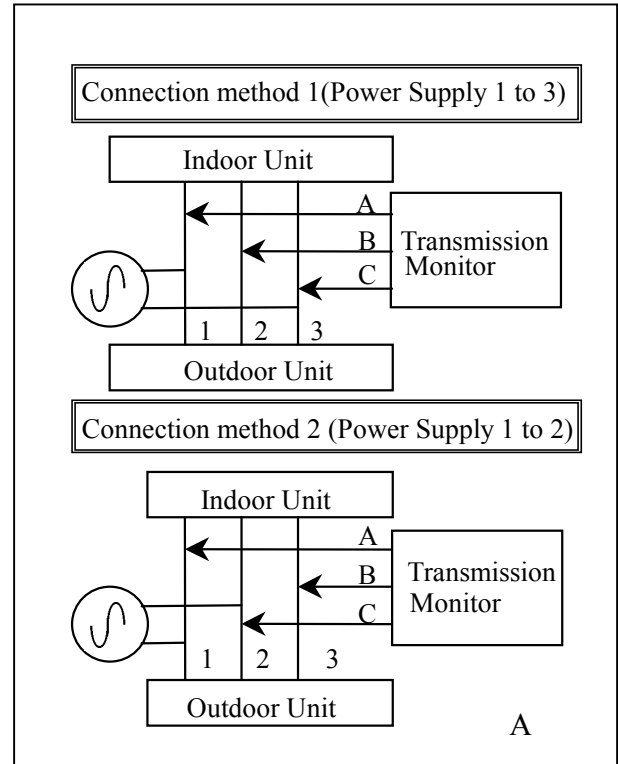 Connection method 1(Power Supply 1 to 3)
Indoor Unit
A
B
C
Transmission
Monitor
1 2 3
Outdoor Unit
Connection method 2 (Power Supply 1 to 2)
Indoor Unit
A
B
C
Transmission
Monitor
1 2 3
Outdoor Unit
A